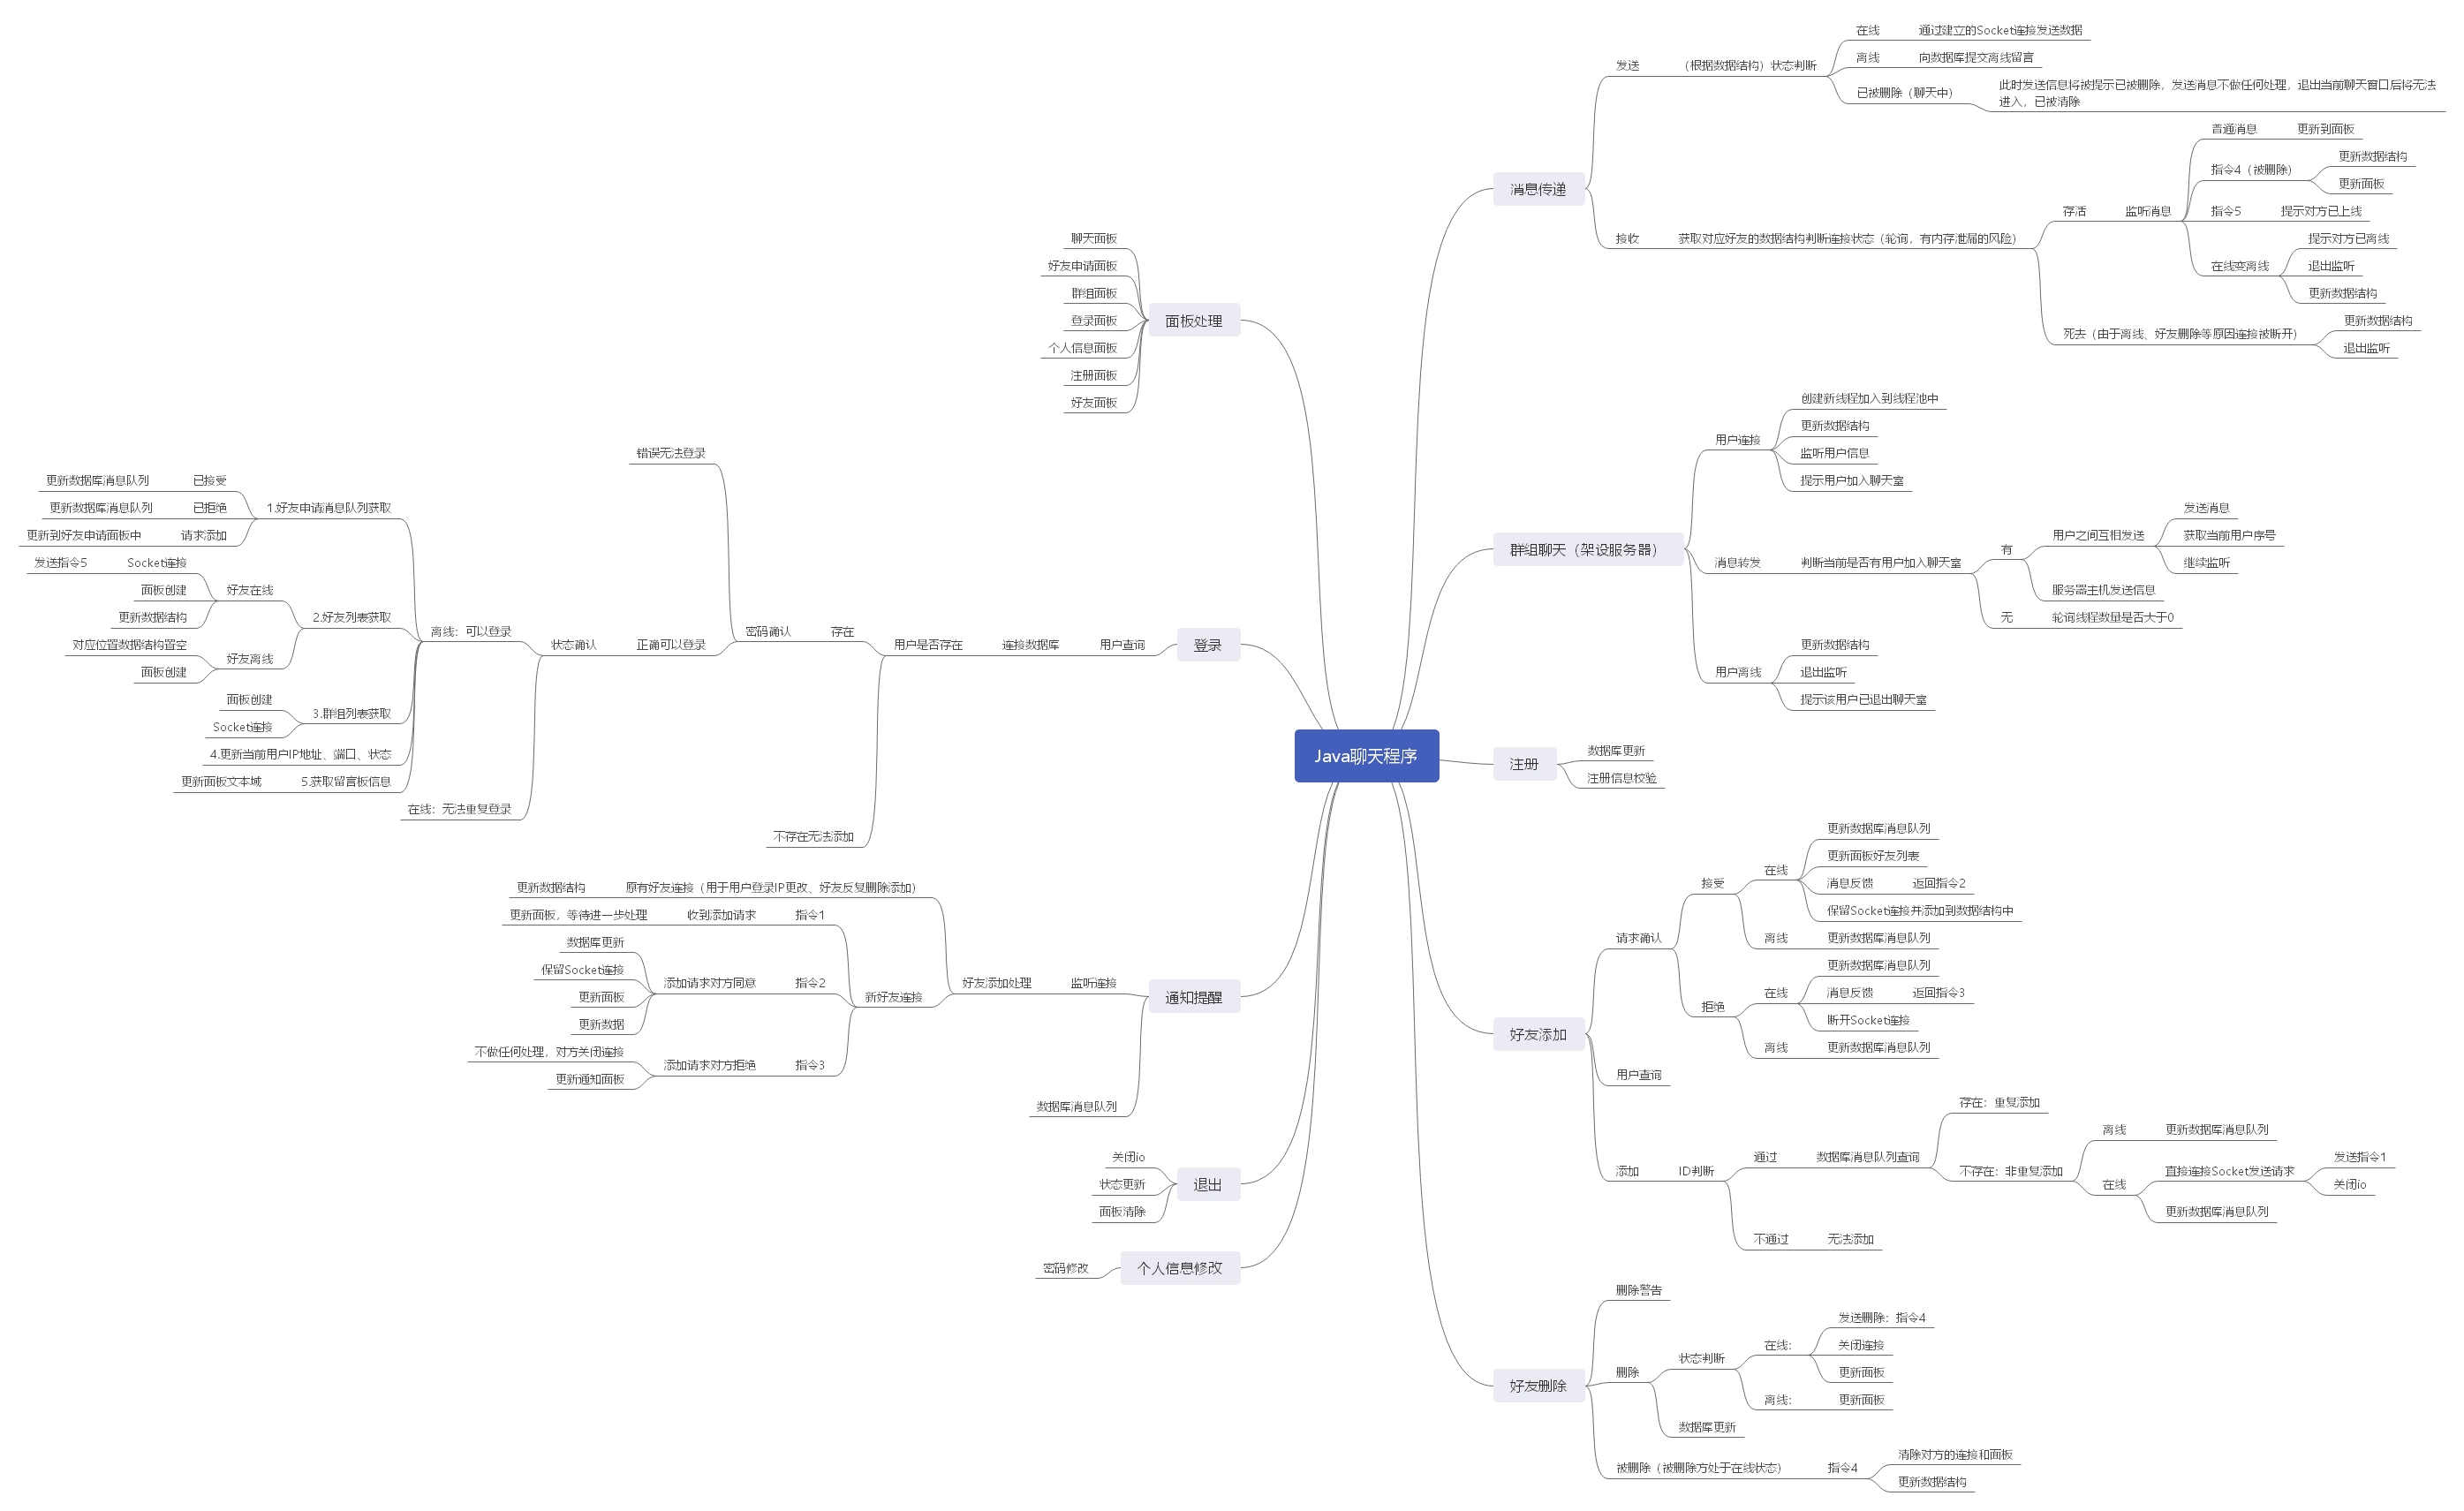 Java聊天程序
消息传递
发送
（根据数据结构）状态判断
在线
通过建立的Socket连接发送数据
离线
向数据库提交离线留言
已被删除（聊天中）
此时发送信息将被提示已被删除，发送消息不做任何处理，退出当前聊天窗口后将无法
进入，已被清除
接收
获取对应好友的数据结构判断连接状态（轮询，有内存泄漏的风险）
存活
监听消息
普通消息
更新到面板
指令4（被删除）
更新数据结构
更新面板
指令5
提示对方已上线
在线变离线
提示对方已离线
退出监听
更新数据结构
死去（由于离线、好友删除等原因连接被断开）
更新数据结构
退出监听
群组聊天（架设服务器）
用户连接
创建新线程加入到线程池中
更新数据结构
监听用户信息
提示用户加入聊天室
消息转发
判断当前是否有用户加入聊天室
有
用户之间互相发送
发送消息
获取当前用户序号
继续监听
服务器主机发送信息
无
轮询线程数量是否大于0
用户离线
更新数据结构
退出监听
提示该用户已退出聊天室
注册
数据库更新
注册信息校验
好友添加
请求确认
接受
在线
更新数据库消息队列
更新面板好友列表
消息反馈
返回指令2
保留Socket连接并添加到数据结构中
离线
更新数据库消息队列
拒绝
在线
更新数据库消息队列
消息反馈
返回指令3
断开Socket连接
离线
更新数据库消息队列
用户查询
添加
ID判断
通过
数据库消息队列查询
存在：重复添加
不存在：非重复添加
离线
更新数据库消息队列
在线
直接连接Socket发送请求
发送指令1
关闭io
更新数据库消息队列
不通过
无法添加
好友删除
删除警告
删除
状态判断
在线：
发送删除：指令4
关闭连接
更新面板
离线：
更新面板
数据库更新
被删除（被删除方处于在线状态）
指令4
清除对方的连接和面板
更新数据结构
面板处理
聊天面板
好友申请面板
群组面板
登录面板
个人信息面板
注册面板
好友面板
登录
用户查询
连接数据库
用户是否存在
存在
密码确认
错误无法登录
正确可以登录
状态确认
离线：可以登录
1.好友申请消息队列获取
已接受
更新数据库消息队列
已拒绝
更新数据库消息队列
请求添加
更新到好友申请面板中
2.好友列表获取
好友在线
Socket连接
发送指令5
面板创建
更新数据结构
好友离线
对应位置数据结构置空
面板创建
3.群组列表获取
面板创建
Socket连接
4.更新当前用户IP地址、端口、状态
5.获取留言板信息
更新面板文本域
在线：无法重复登录
不存在无法添加
通知提醒
监听连接
好友添加处理
原有好友连接（用于用户登录IP更改、好友反复删除添加）
更新数据结构
新好友连接
指令1
收到添加请求
更新面板，等待进一步处理
指令2
添加请求对方同意
数据库更新
保留Socket连接
更新面板
更新数据
指令3
添加请求对方拒绝
不做任何处理，对方关闭连接
更新通知面板
数据库消息队列
退出
关闭io
状态更新
面板清除
个人信息修改
密码修改